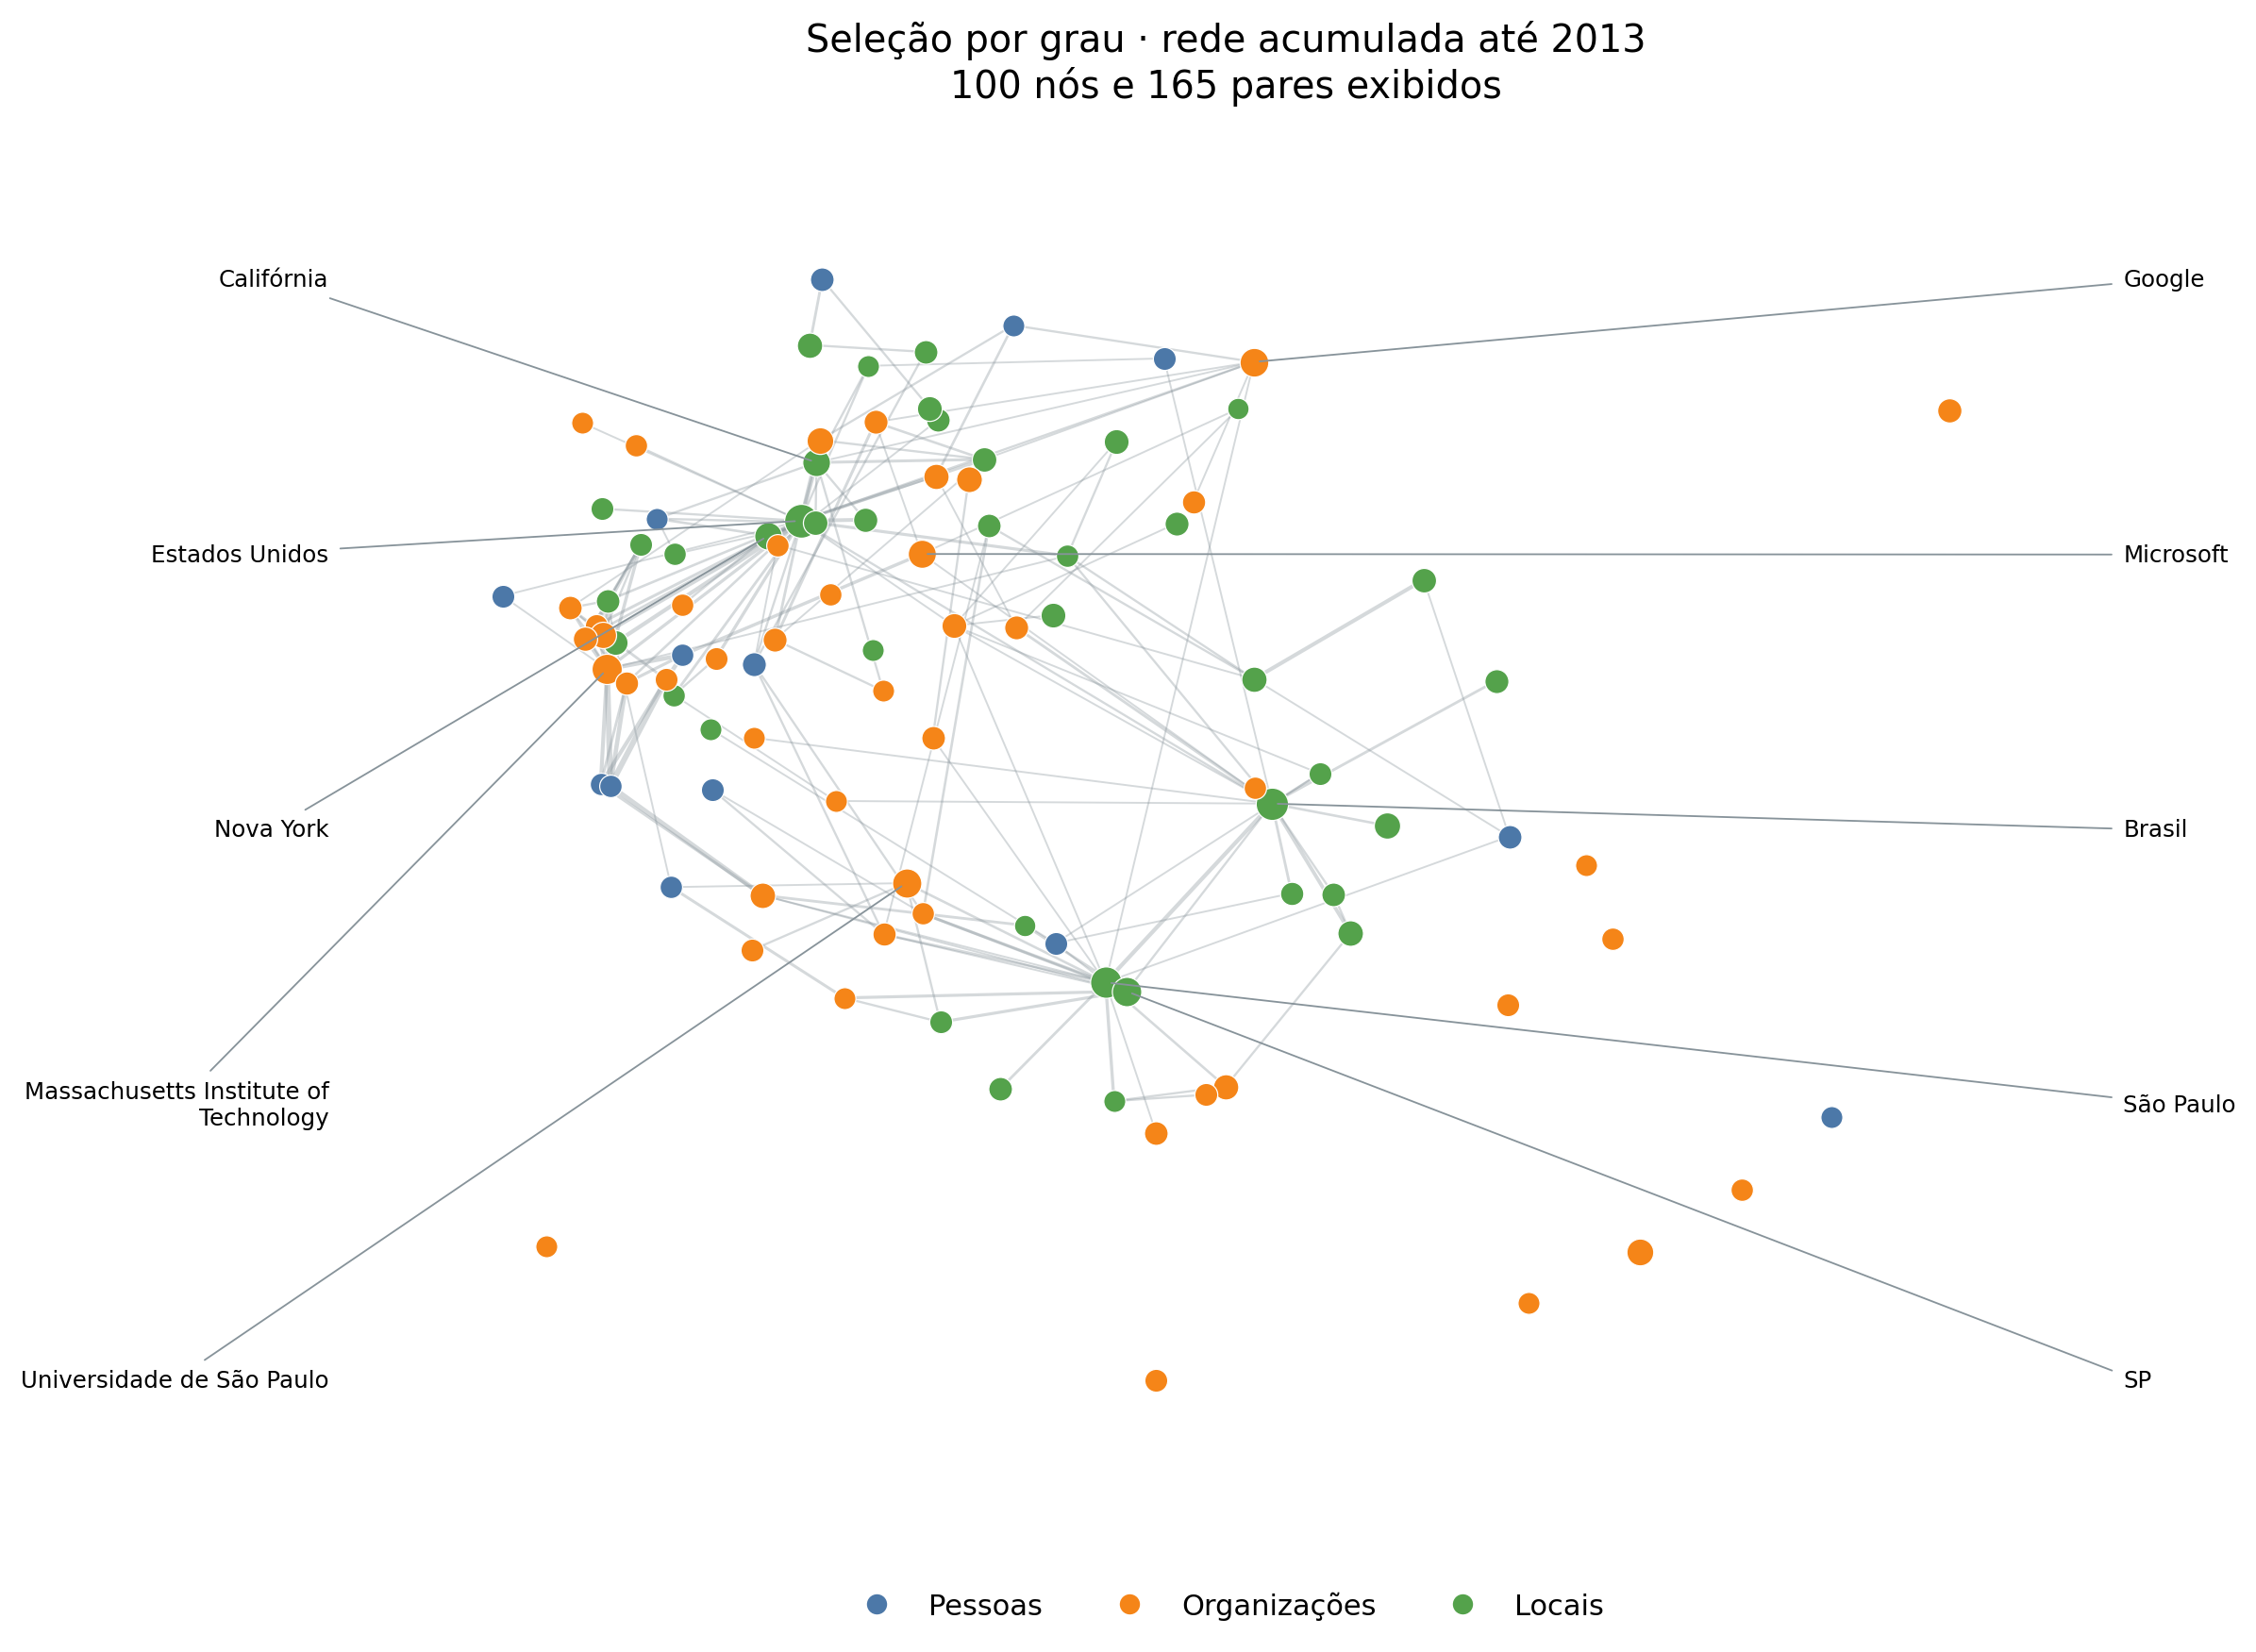 Seleção por grau · rede acumulada até 2013
100 nós e 165 pares exibidos
Califórnia
Google
Estados Unidos
Microsoft
Nova York
Brasil
Massachusetts Institute of
Technology
São Paulo
Universidade de São Paulo
SP
Pessoas
Organizações
Locais